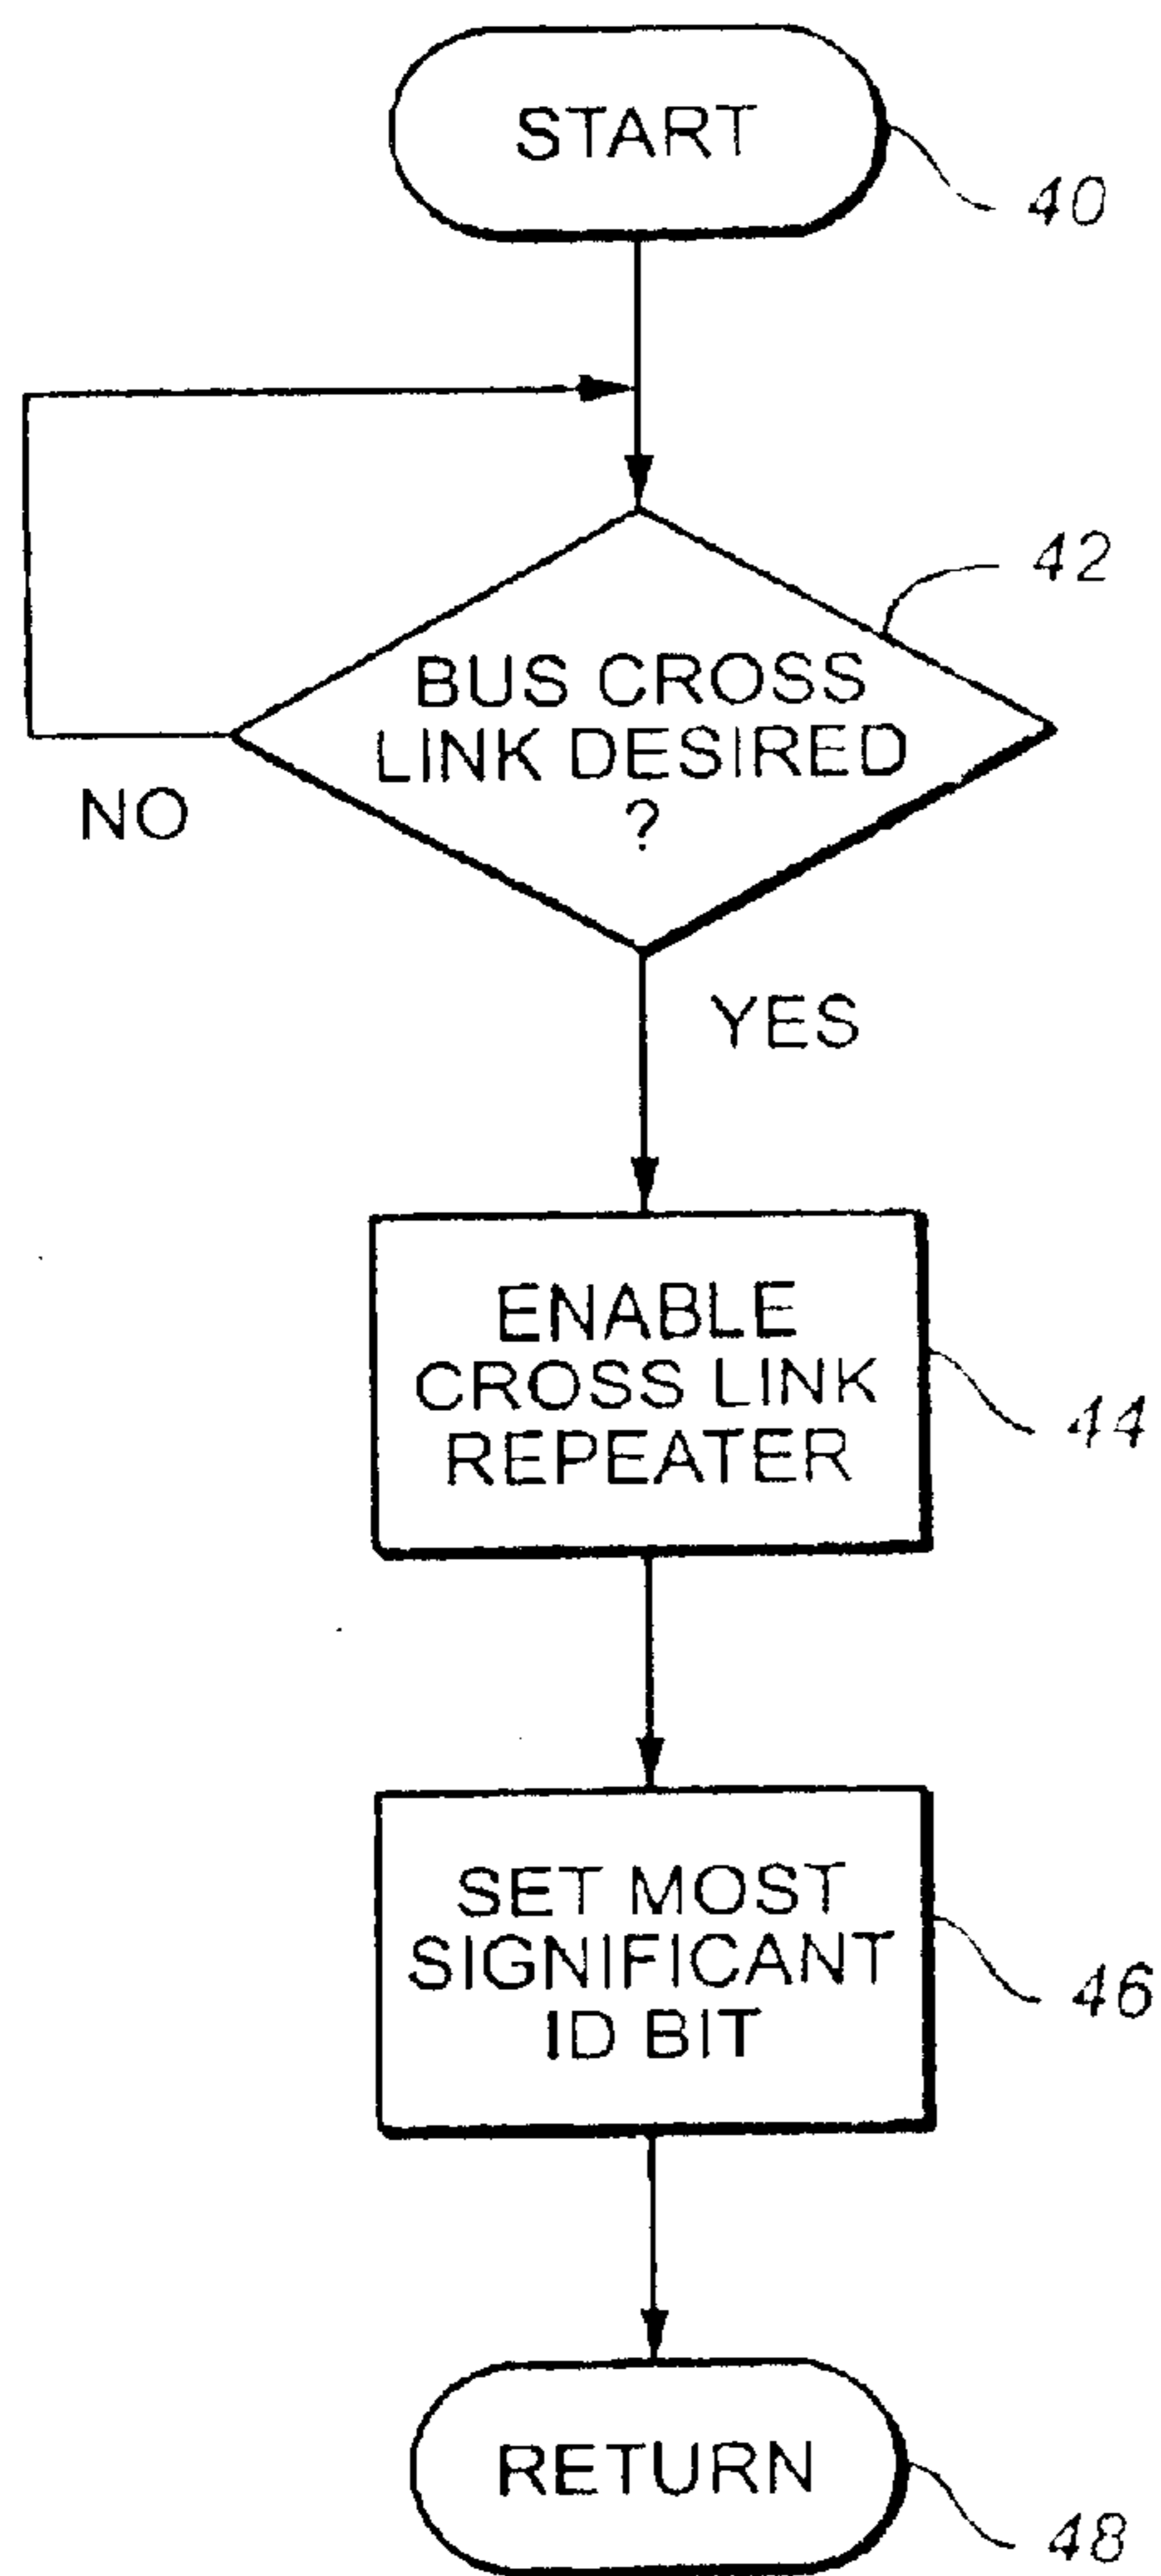 START
40
42
BUS CROSS
LINK DESIRED
?
NO
YES
ENABLE
CROSS LINK
REPEATER
44
SET MOST
SIGNIFICANT
ID BIT
46
RETURN
48